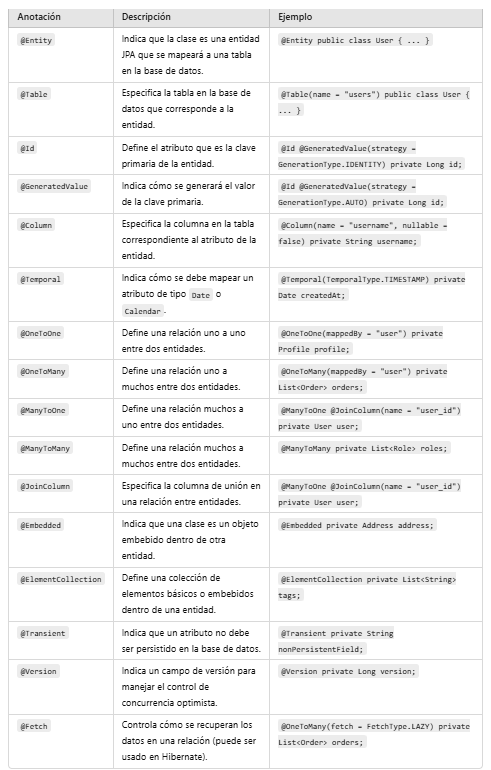 Anotación Descripción Ejemplo
@Entity Indica que la clase es una entidad @Entity public class User { ... }
JPA que se mapeará a una tabla
en la base de datos.
@Table Especifica la tabla en la base de @Table(name = "users") public class User {
datos que corresponde a la ... }
entidad.
@Id Define el atributo que es la clave @Id @GeneratedValue(strategy =
primaria de la entidad. GenerationType.IDENTITY) private Long id;
@GeneratedValue Indica cómo se generará el valor @Id @GeneratedValue(strategy =
de la clave primaria. GenerationType.AUTO) private Long id;
@Column Especifica la columna en la tabla @Column(name = "username", nullable =
correspondiente al atributo de la false) private String username;
entidad.
@Temporal Indica cómo se debe mapear un @Temporal(TemporalType.TIMESTAMP) private
atributo de tipo Date o Date createdAt;
Calendar.
@OneToOne Define una relación uno a uno @OneToOne(mappedBy = "user") private
entre dos entidades. Profile profile;
@OneToMany Define una relación uno a @OneToMany(mappedBy = "user") private
muchos entre dos entidades. List<Order> orders;
@ManyToOne Define una relación muchos a @ManyToOne @JoinColumn(name = "user_id")
uno entre dos entidades. private User user;
@ManyToMany Define una relación muchos a @ManyToMany private List<Role> roles;
muchos entre dos entidades.
@JoinColumn Especifica la columna de unión en @ManyToOne @JoinColumn(name = "user_id")
una relación entre entidades. private User user;
@Embedded Indica que una clase es un objeto @Embedded private Address address;
embebido dentro de otra
entidad.
@ElementCollection Define una colección de @ElementCollection private List<String>
elementos básicos o embebidos tags;
dentro de una entidad.
@Transient Indica que un atributo no debe @Transient private String
ser persistido en la base de datos. nonPersistentField;
@Version Indica un campo de versión para @Version private Long version;
manejar el control de
concurrencia optimista.
@Fetch Controla cómo se recuperan los @OneToMany(fetch = FetchType.LAZY) private
datos en una relación (puede ser List<Order> orders;
usado en Hibernate).